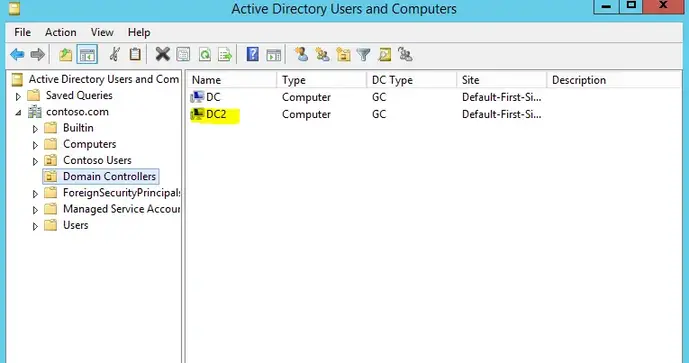 Active Directory Users and Computers
File Action View Help
Active Directory Users and Com
Saved Queries
contoso.com
Builtin
Computers
Contoso Users
Domain Controllers
ForeignSecurityPrincipals
Managed Service Accour
Users
Name Type DC Type Site Description
DC Computer GC Default-First-Si...
DC2 Computer GC Default-First-Si...